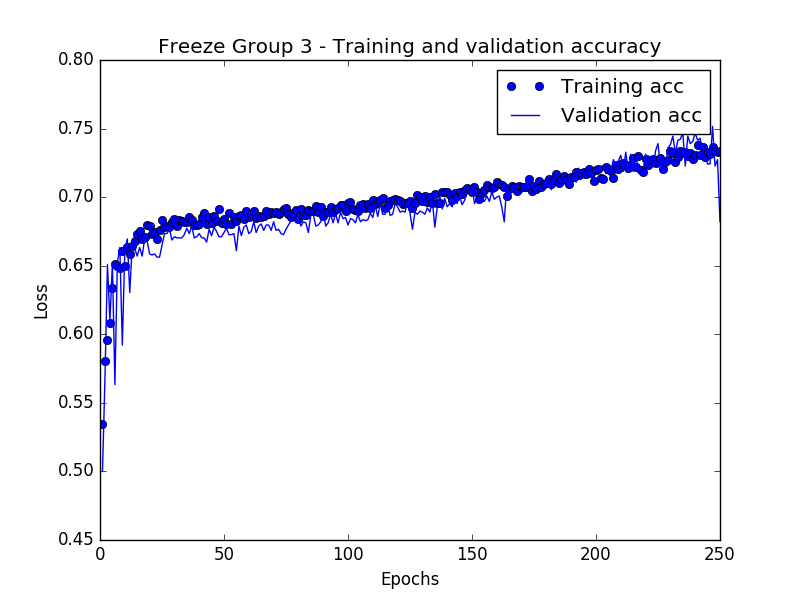 Freeze Group 3 - Training and validation accuracy
Training acc
Validation acc
0.80
0.75
0.70
0.65
0.60
0.55
0.50
0.45
Loss
0 50 100 150 200 250
Epochs